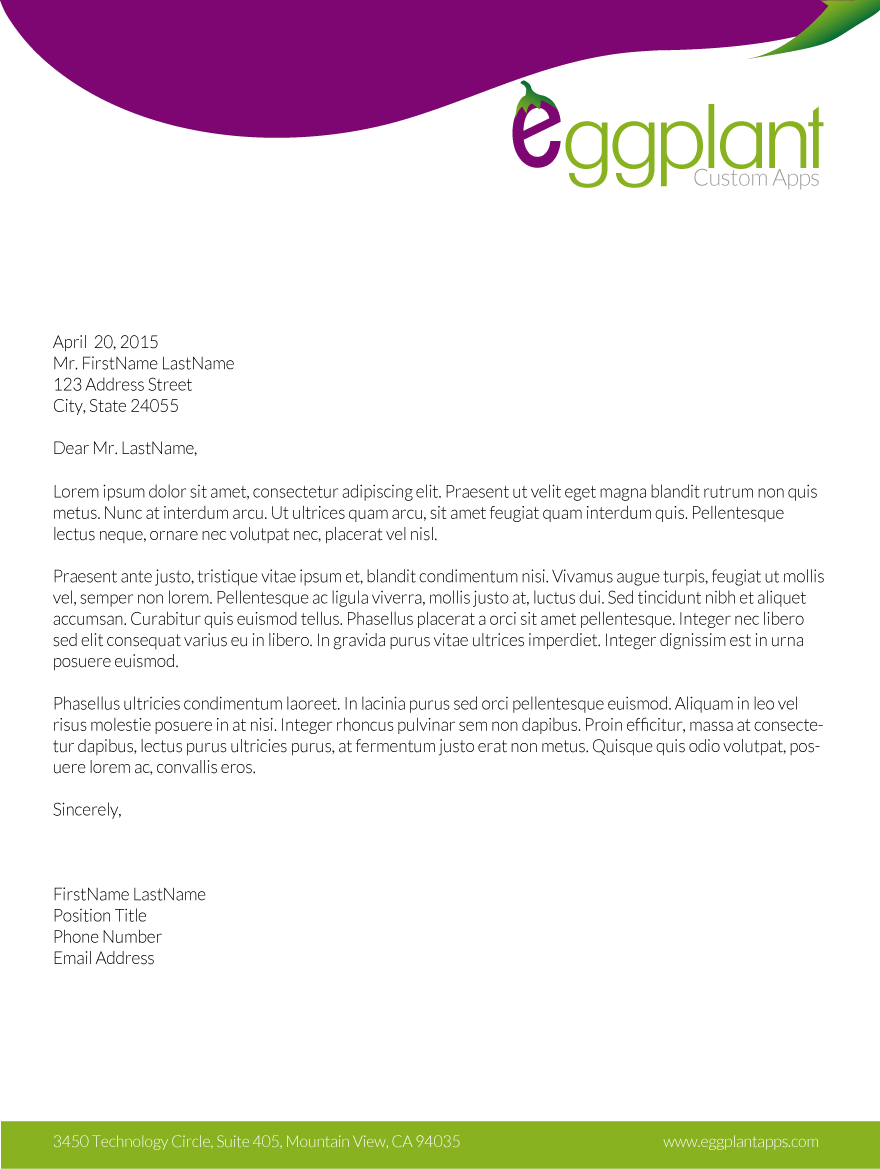 eggplant
Custom Apps
April  20, 2015
Mr. FirstName LastName
123 Address Street
City, State 24055
Dear Mr. LastName,
Lorem ipsum dolor sit amet, consectetur adipiscing elit. Praesent ut velit eget magna blandit rutrum non quis
metus. Nunc at interdum arcu. Ut ultrices quam arcu, sit amet feugiat quam interdum quis. Pellentesque
lectus neque, ornare nec volutpat nec, placerat vel nisl.
Praesent ante justo, tristique vitae ipsum et, blandit condimentum nisi. Vivamus augue turpis, feugiat ut mollis
vel, semper non lorem. Pellentesque ac ligula viverra, mollis justo at, luctus dui. Sed tincidunt nibh et aliquet
accumsan. Curabitur quis euismod tellus. Phasellus placerat a orci sit amet pellentesque. Integer nec libero
sed elit consequat varius eu in libero. In gravida purus vitae ultrices imperdiet. Integer dignissim est in urna
posuere euismod.
Phasellus ultricies condimentum laoreet. In lacinia purus sed orci pellentesque euismod. Aliquam in leo vel
risus molestie posuere in at nisi. Integer rhoncus pulvinar sem non dapibus. Proin efficitur, massa at consecte-
tur dapibus, lectus purus ultricies purus, at fermentum justo erat non metus. Quisque quis odio volutpat, pos-
uere lorem ac, convallis eros.
Sincerely,
FirstName LastName
Position Title
Phone Number
Email Address
3450 Technology Circle, Suite 405, Mountain View, CA 94035
www.eggplantapps.com